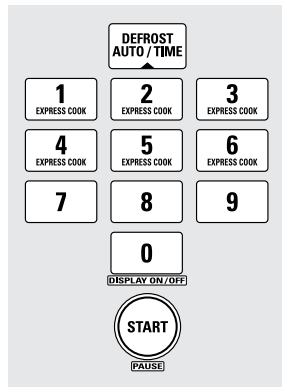 DEFROST
AUTO / TIME
1 2 3
EXPRESS COOK EXPRESS COOK EXPRESS COOK
4 5 6
EXPRESS COOK EXPRESS COOK EXPRESS COOK
7 8 9
0
DISPLAY ON/OFF
START
PAUSE